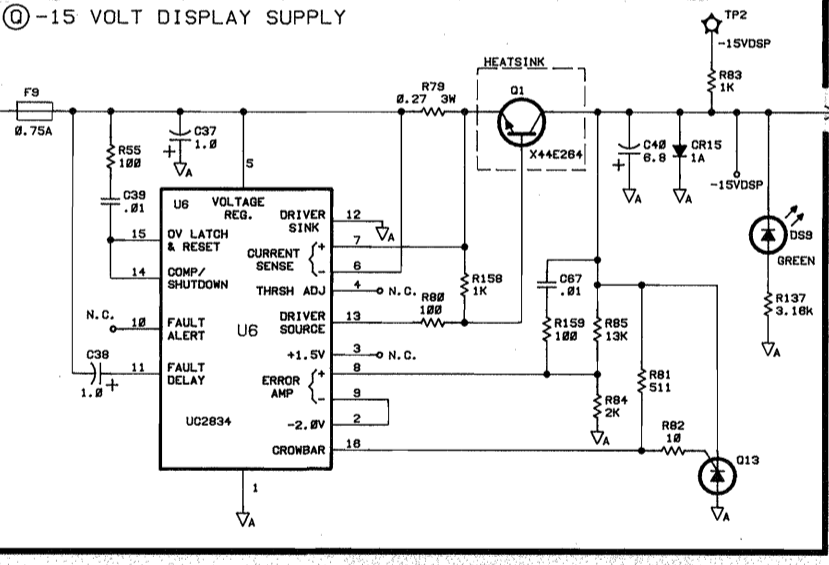 Q -15 VOLT DISPLAY SUPPLY
TP2
-15VDSP
HEATSINK
F9
0.75A
R79
0.27 3W
Q1
X44E264
R83
1K
R55
100
C37
1.0
+
A
C39
.01
5
C40
6.8
+
A
CR15
1A
A
-15VDSP
DS9
GREEN
R137
3.16k
A
U6
VOLTAGE
REG.
DRIVER
SINK
12
A
15
OV LATCH
& RESET
CURRENT
SENSE
+
-
7
6
14
COMP/
SHUTDOWN
THRSH ADJ
4
N.C.
R158
1K
C67
.01
N.C.
10
FAULT
ALERT
U6
DRIVER
SOURCE
13
R80
100
R159
100
R85
13K
+1.5V
3
N.C.
C38
1.0
+
11
FAULT
DELAY
ERROR
AMP
+
-
8
9
R81
511
R84
2K
A
UC2834
-2.0V
2
R82
10
CROWBAR
16
Q13
A
1
A